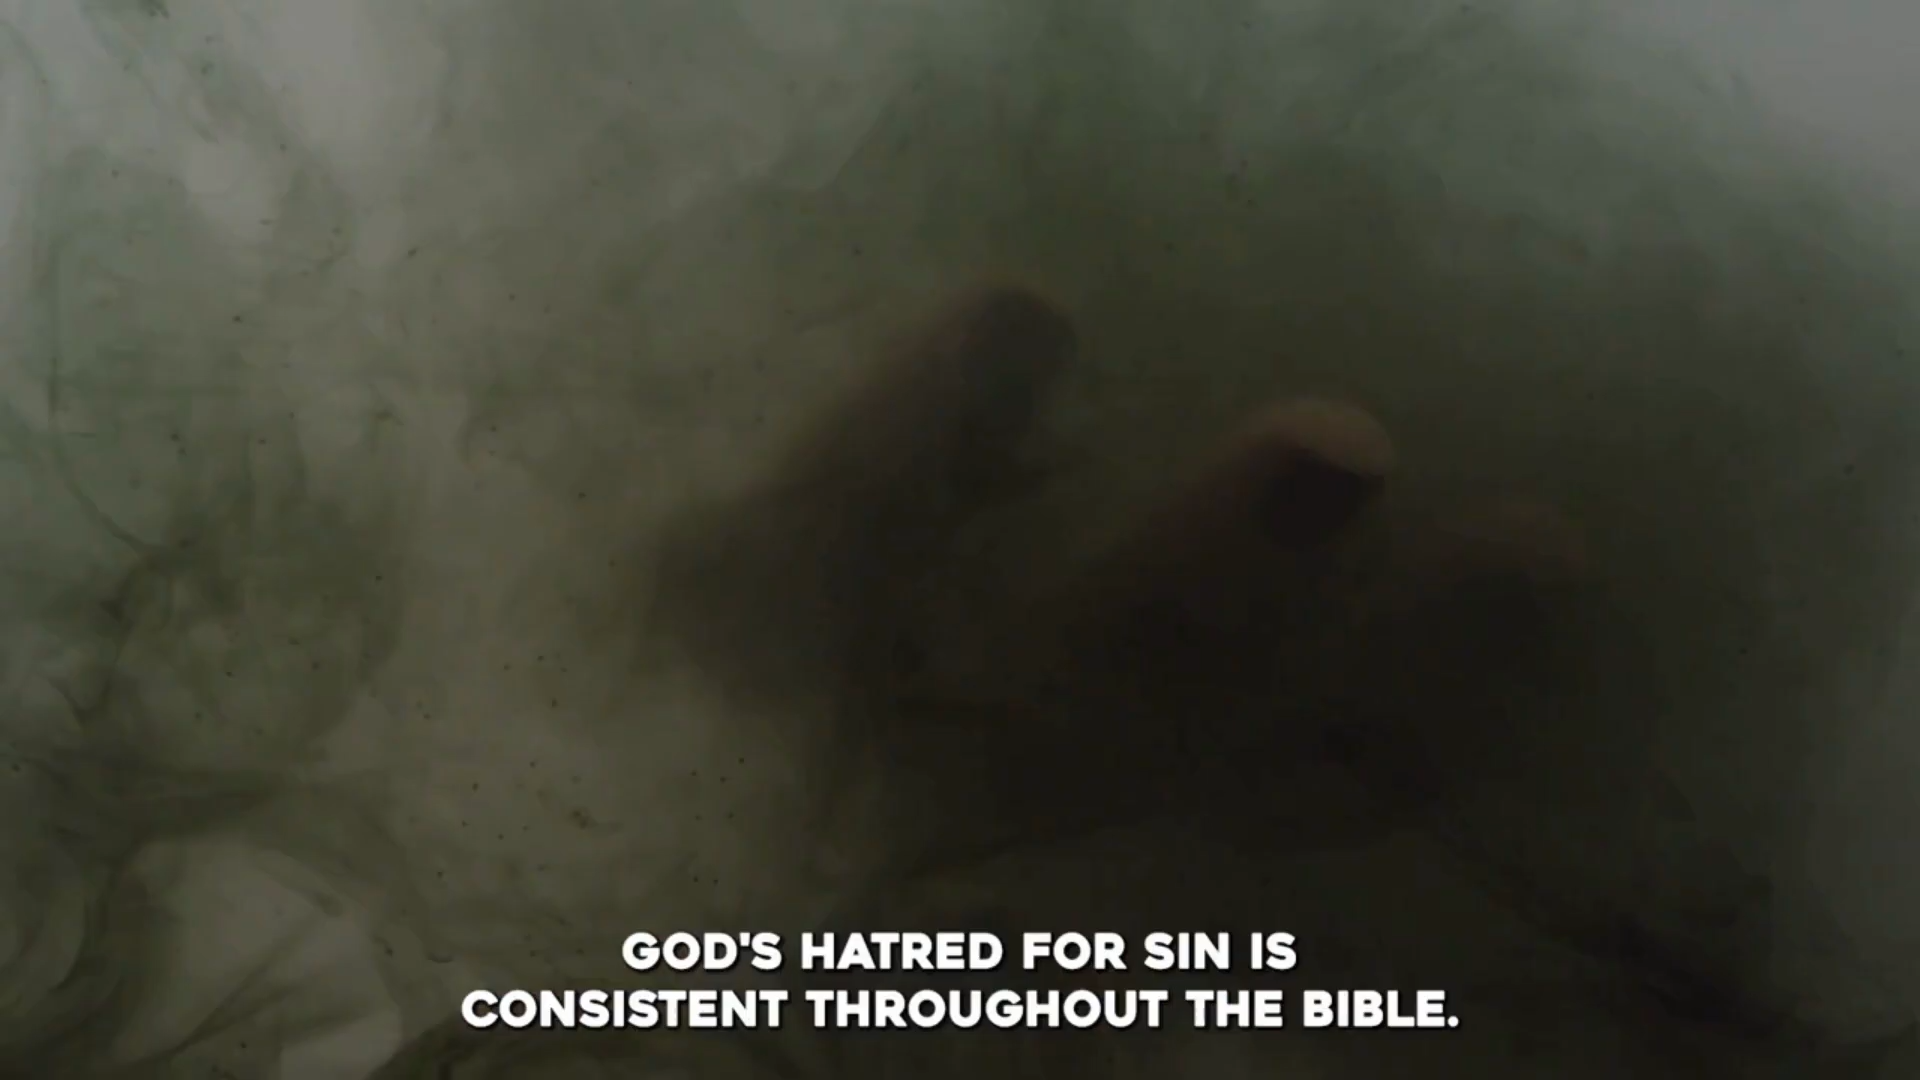 GOD'S HATRED FOR SIN IS
CONSISTENT THROUGHOUT THE BIBLE.